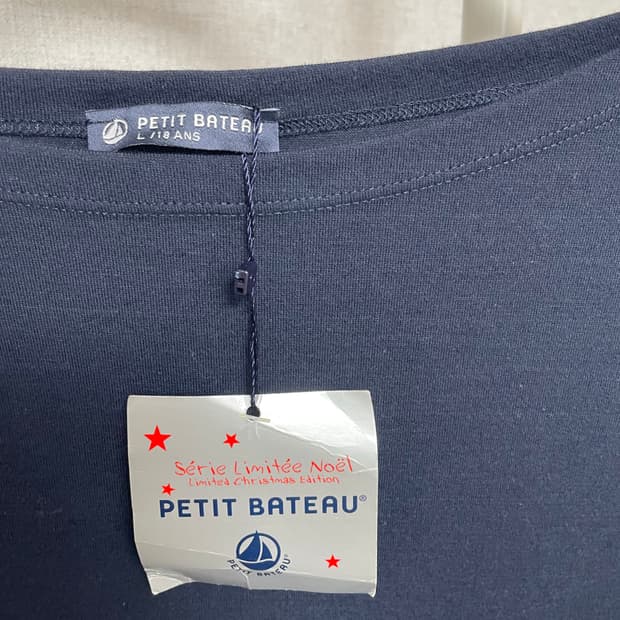 PETIT BATEAU
L / 18 ANS
Série Limitée Noël
Limited Christmas Edition
PETIT BATEAU®
PETIT BATEAU®